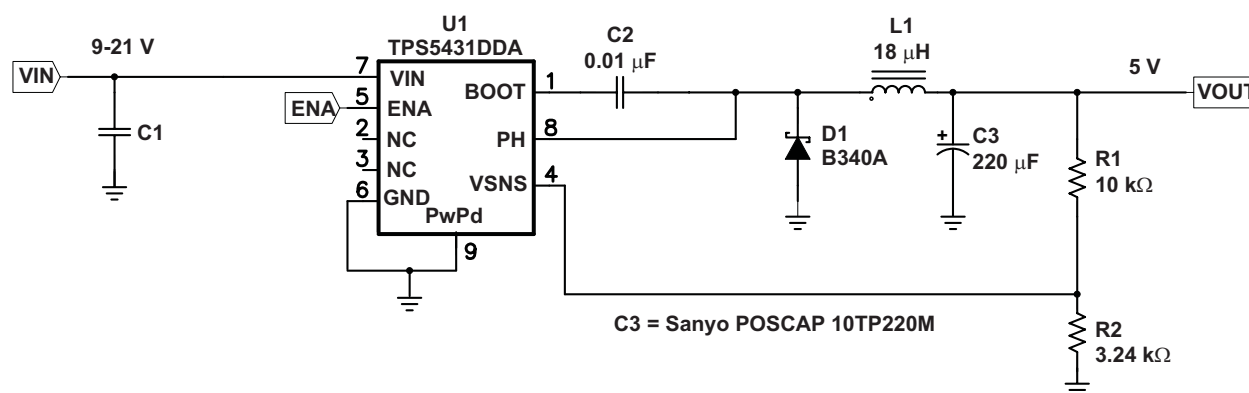 U1
TPS5431DDA
9-21 V
VIN
C1
ENA
7
5
2
3
6
VIN
ENA
NC
NC
GND
BOOT
PH
VSNS
PwPd
1
8
4
9
C2
0.01 μF
L1
18 μH
5 V
VOUT
D1
B340A
+
C3
220 μF
R1
10 kΩ
C3 = Sanyo POSCAP 10TP220M
R2
3.24 kΩ